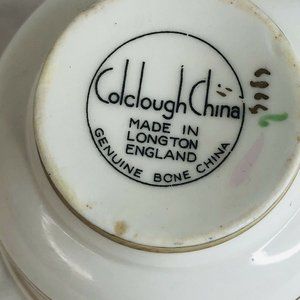 Colclough China
MADE IN
LONGTON
ENGLAND
GENUINE BONE CHINA